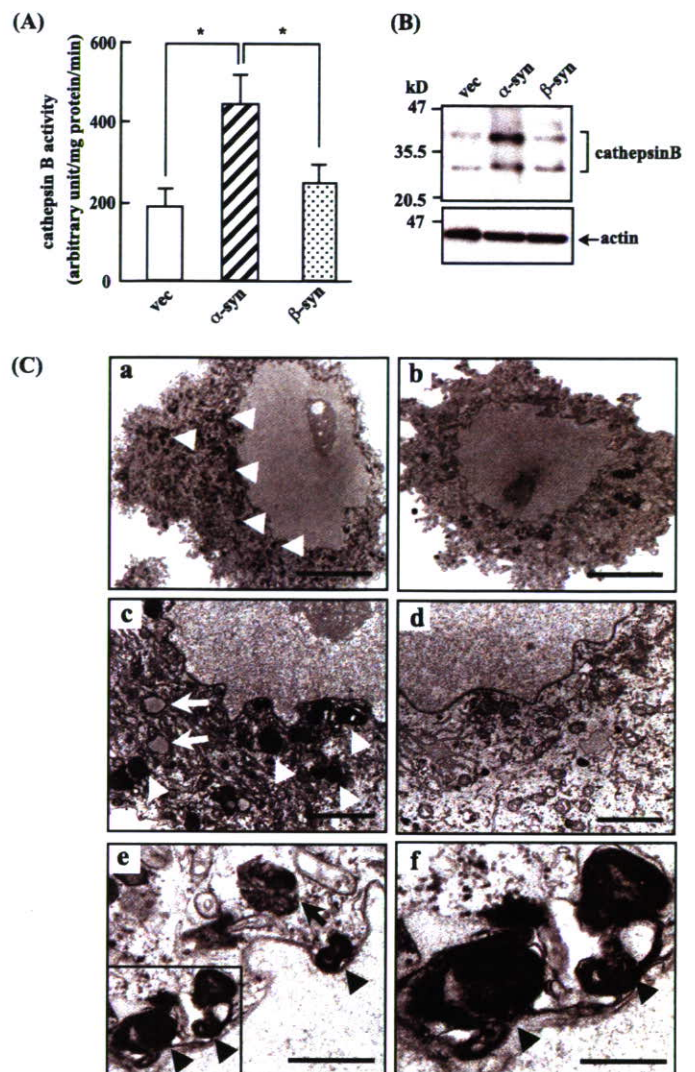 (A)
600
400
200
0
cathepsin B activity
(arbitrary unit/mg protein/min)
*
*
vec
α-syn
β-syn
(B)
vec
α-syn
β-syn
kD
47
35.5
20.5
47
cathepsinB
actin
(C)
a
b
c
d
e
f